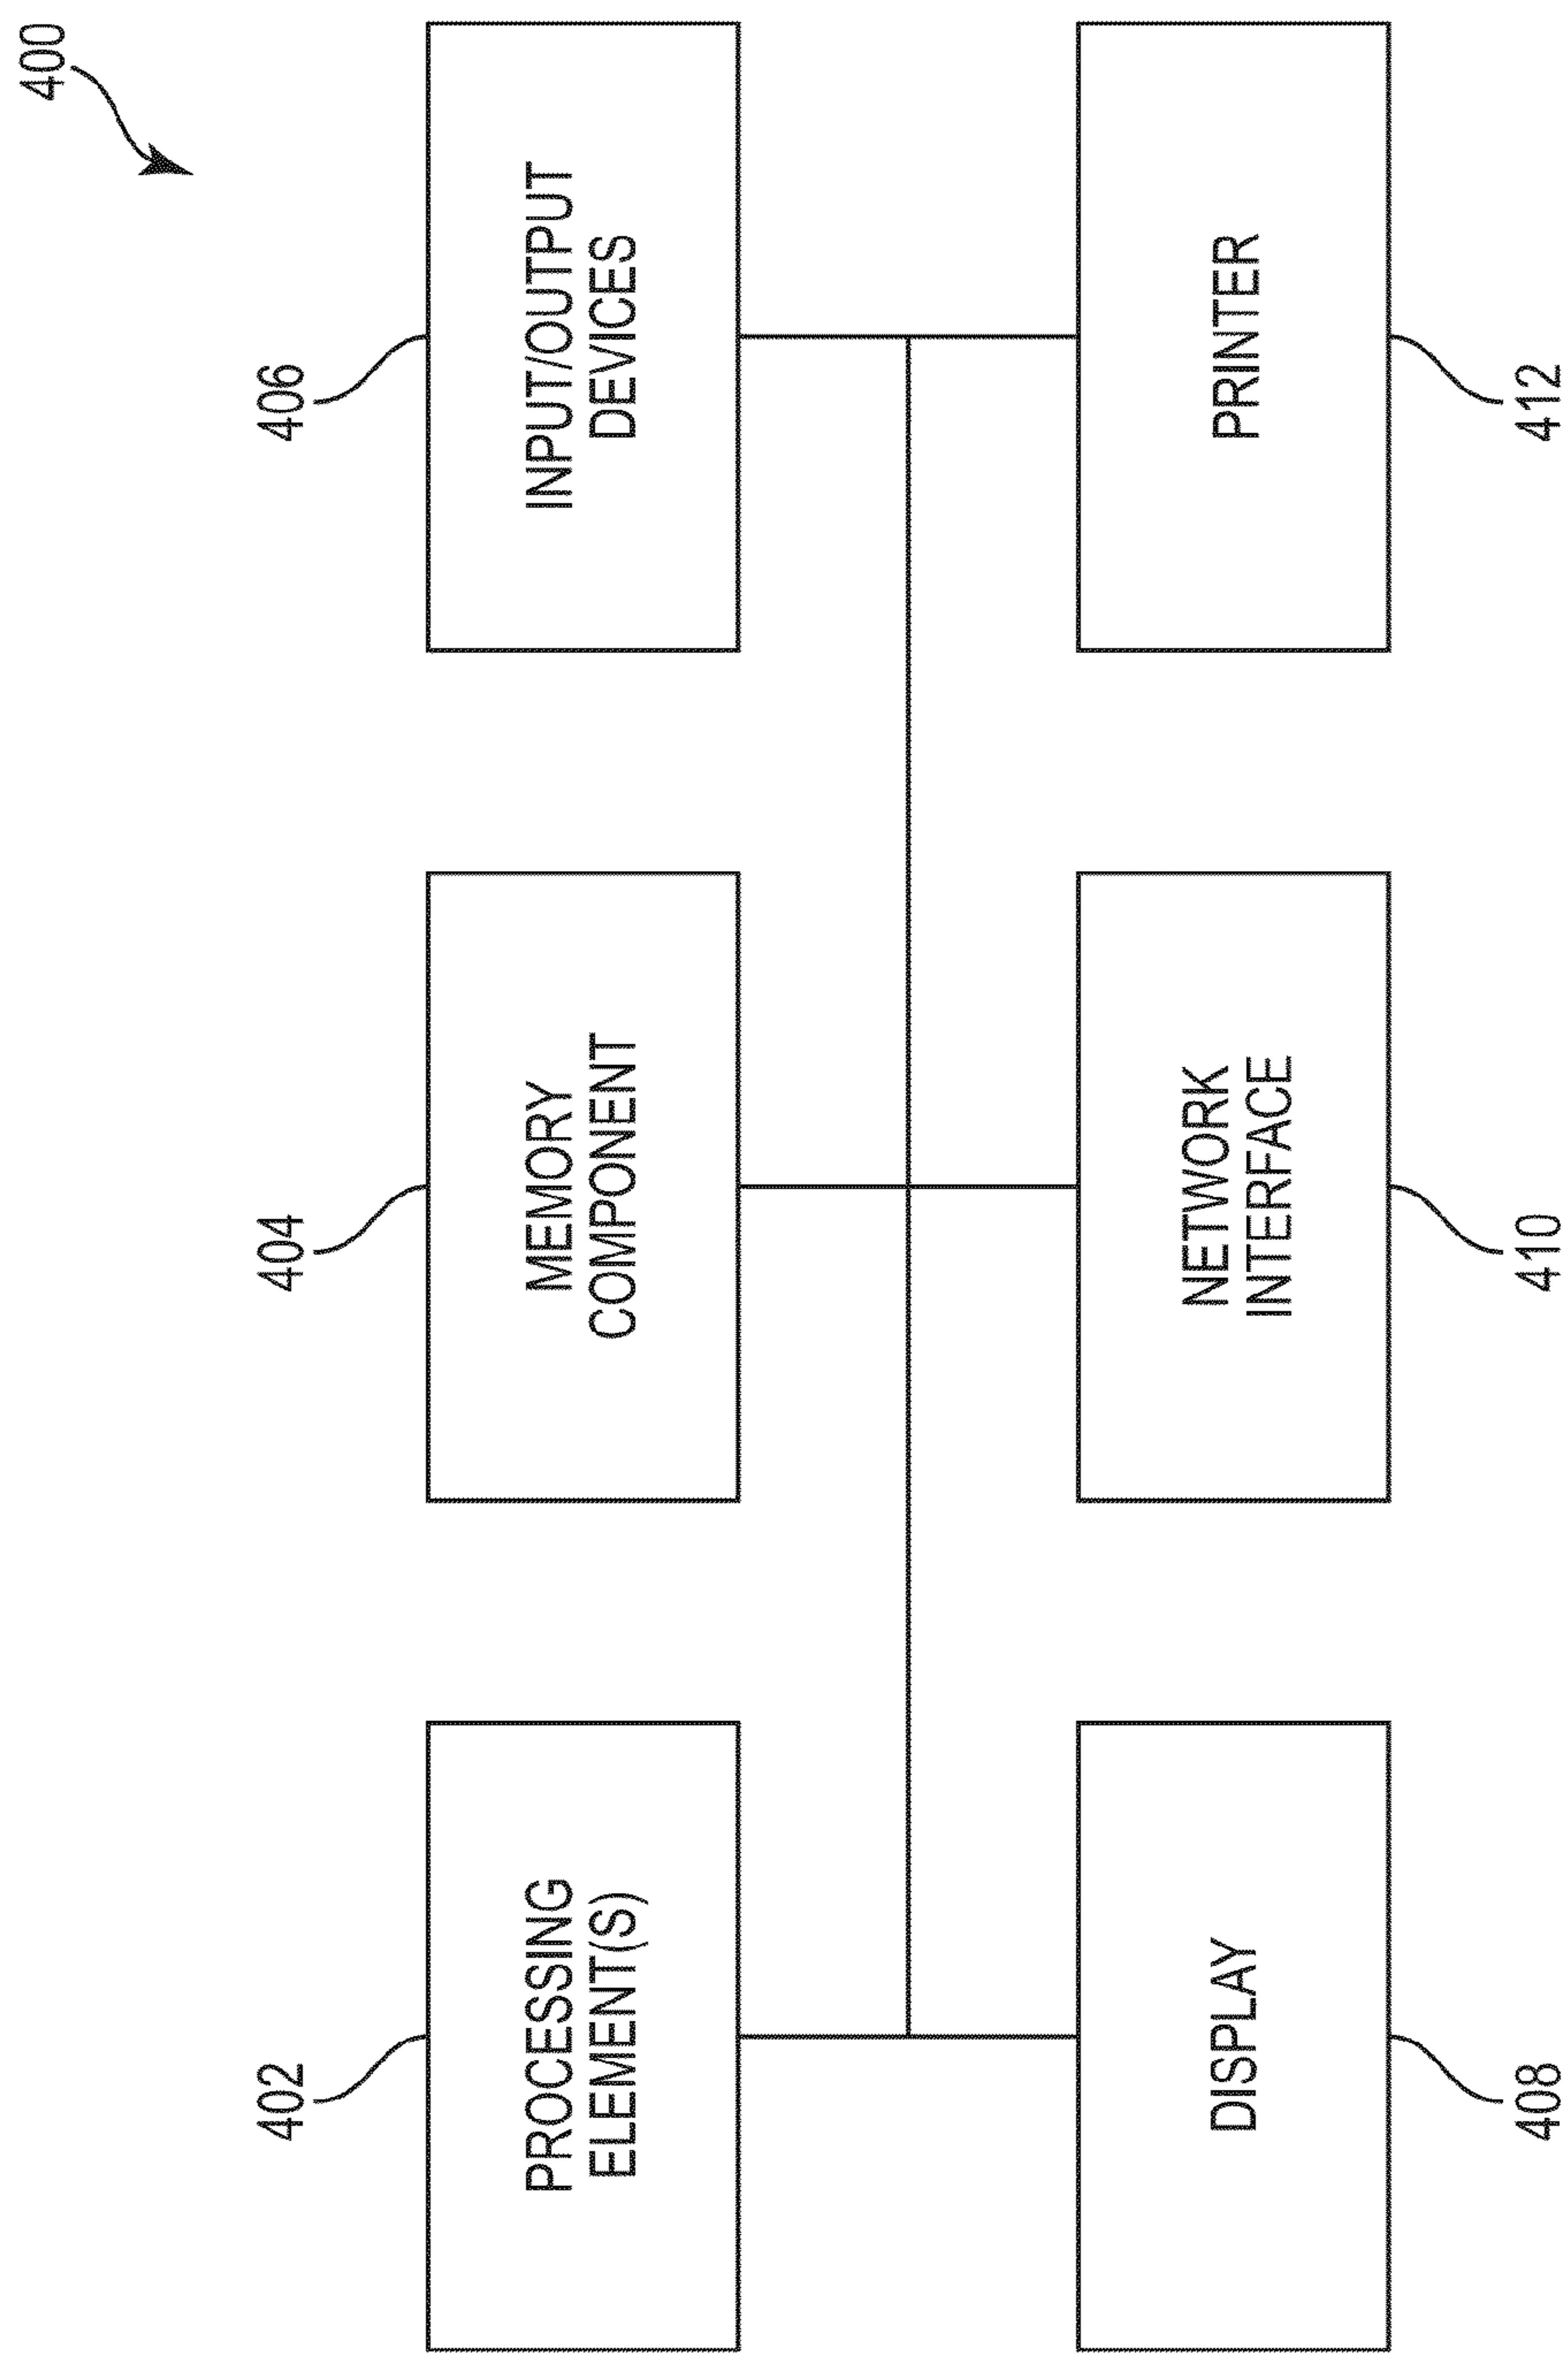 400
402
404
406
PROCESSING
ELEMENT(S)
MEMORY
COMPONENT
INPUT/OUTPUT
DEVICES
DISPLAY
NETWORK
INTERFACE
PRINTER
408
410
412